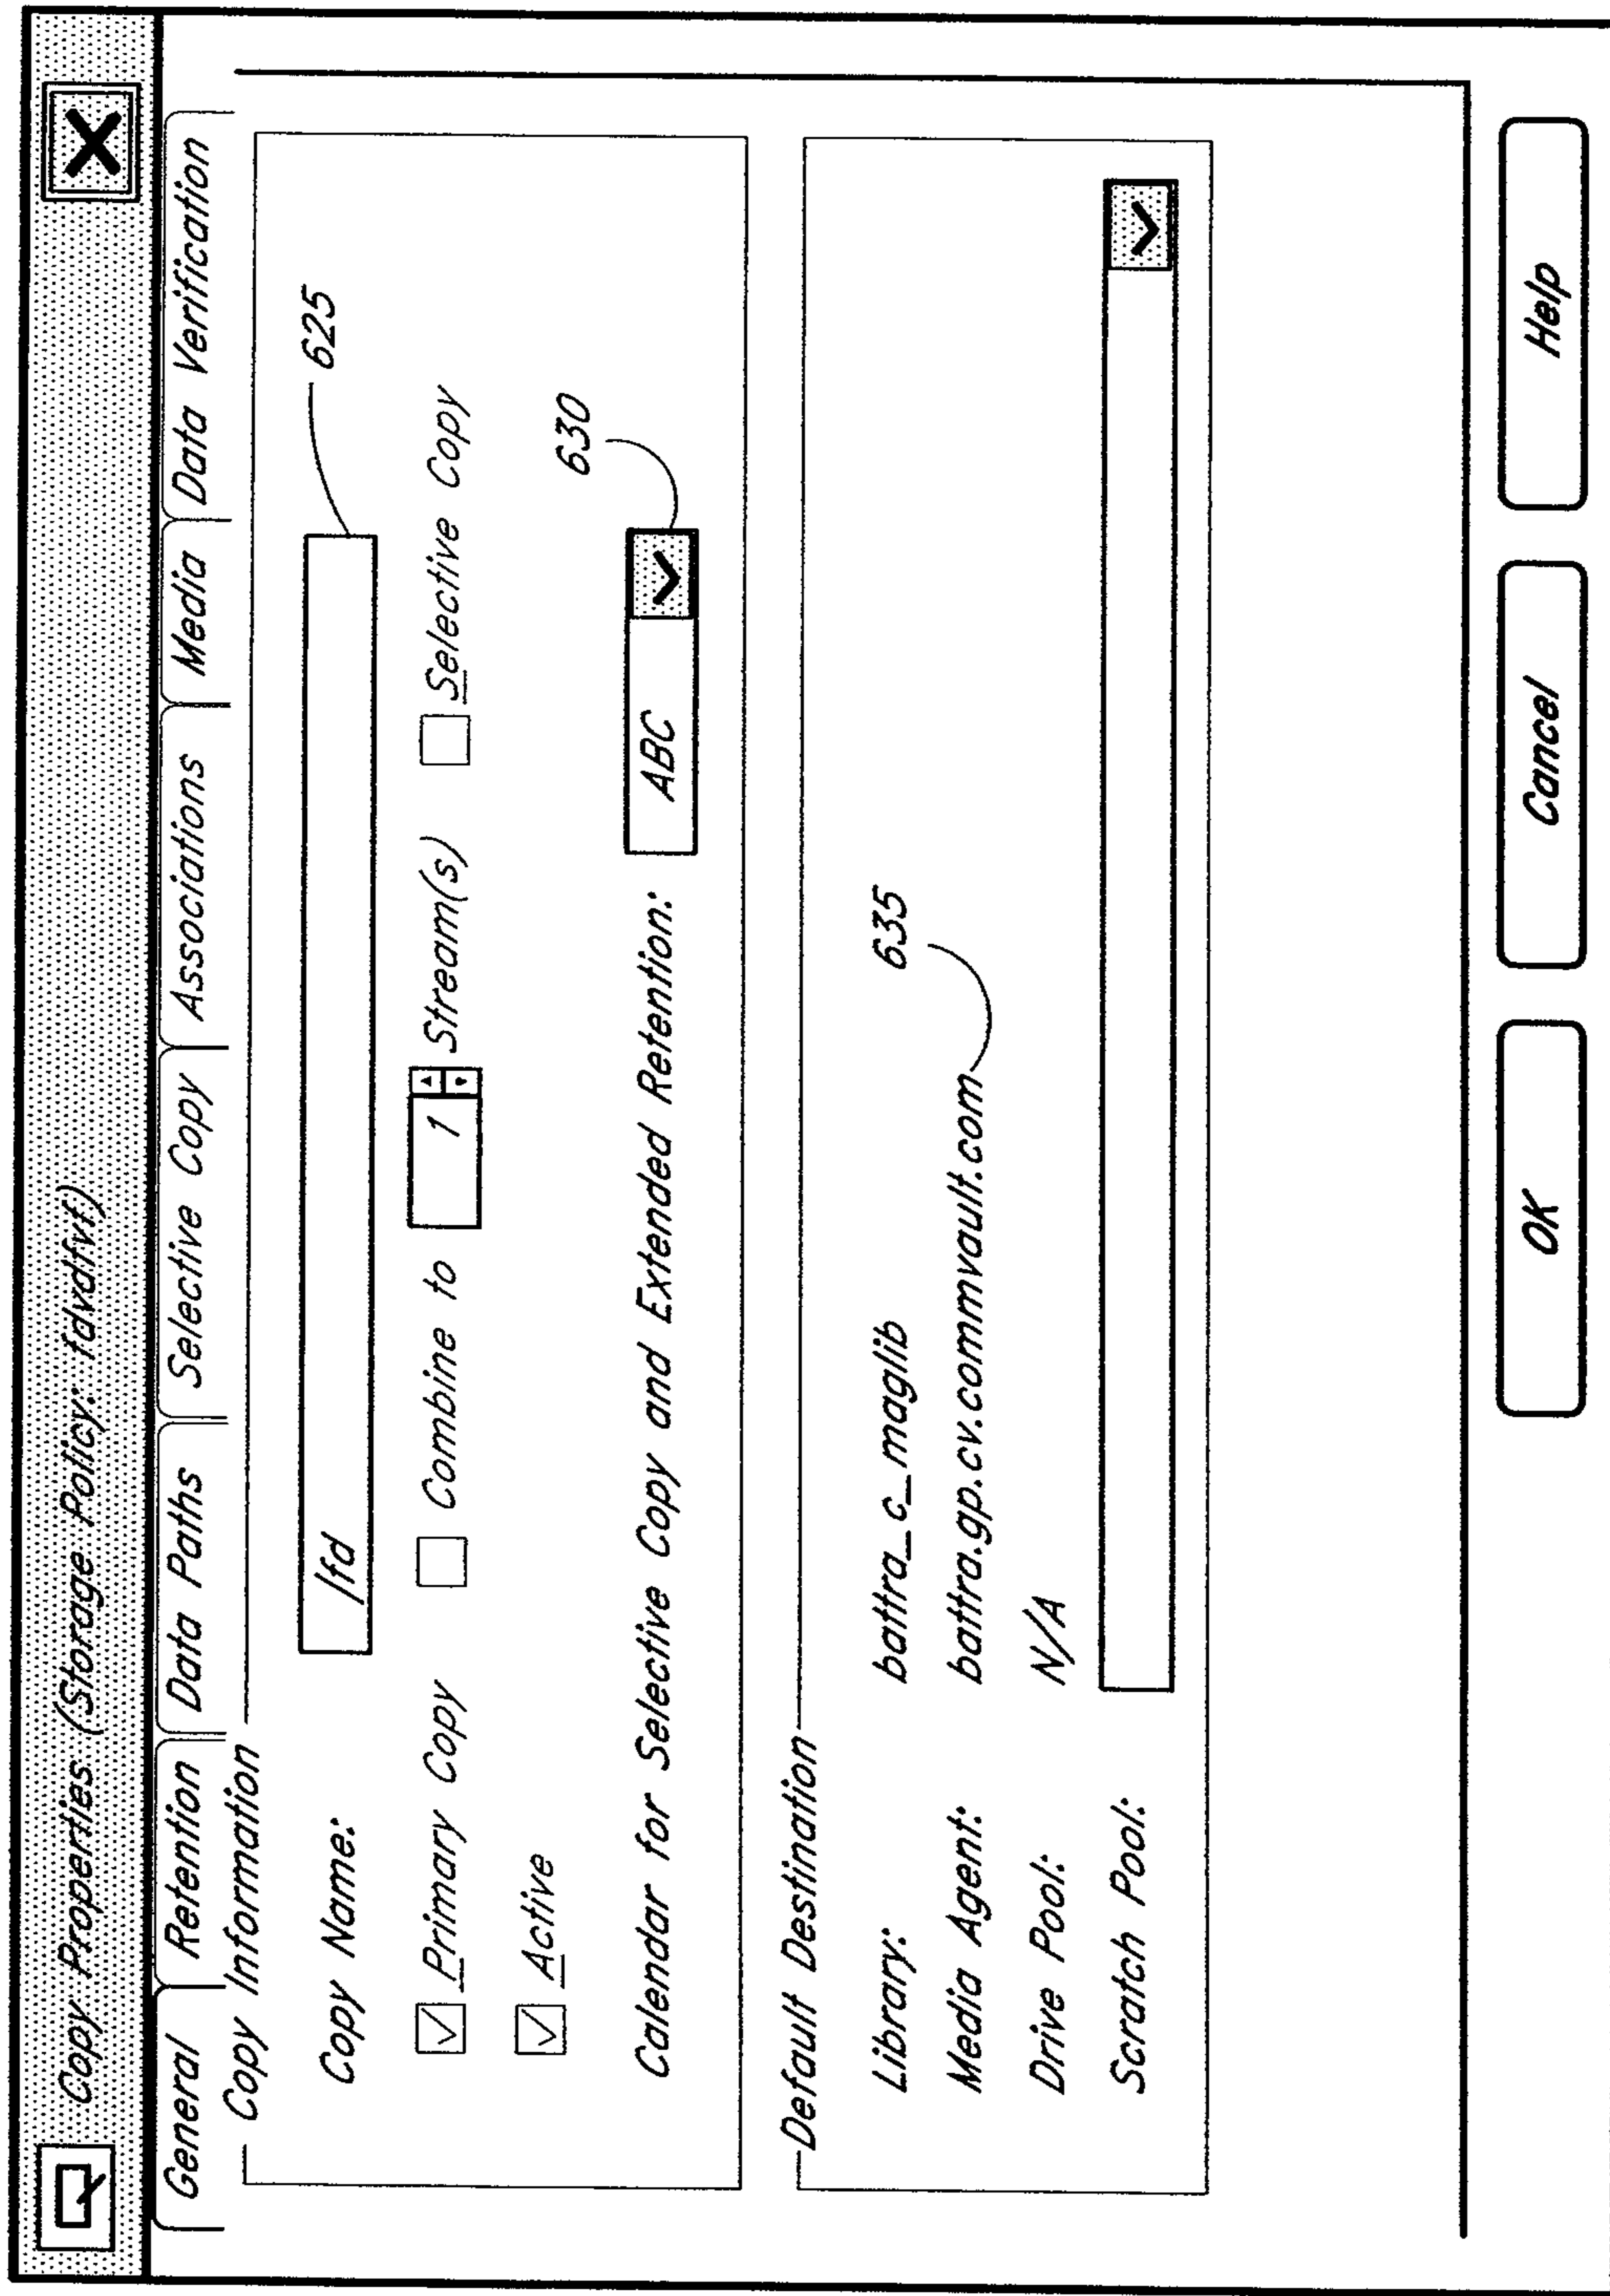 Copy Properties (Storage Policy: fdvdfvf)
General Retention Data Paths Selective Copy Associations Media Data Verification
Copy Information
Copy Name: lfd 625
Primary Copy Combine to 1 Stream(s) Selective Copy
Active
630
Calendar for Selective Copy and Extended Retention: ABC
Default Destination
Library: battra_c_maglib 635
Media Agent: battra.gp.cv.commvault.com
Drive Pool: N/A
Scratch Pool:
OK Cancel Help